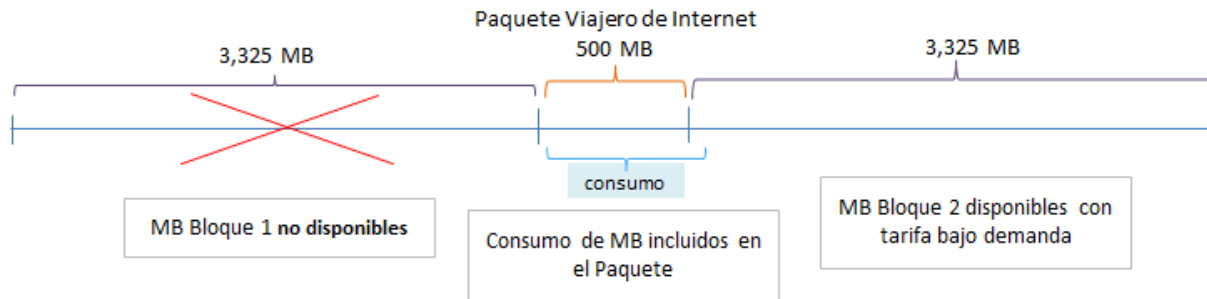 Paquete Viajero de Internet
3,325 MB
500 MB
3,325 MB
consumo
MB Bloque 1 no disponibles
Consumo de MB incluidos en
el Paquete
MB Bloque 2 disponibles con
tarifa bajo demanda